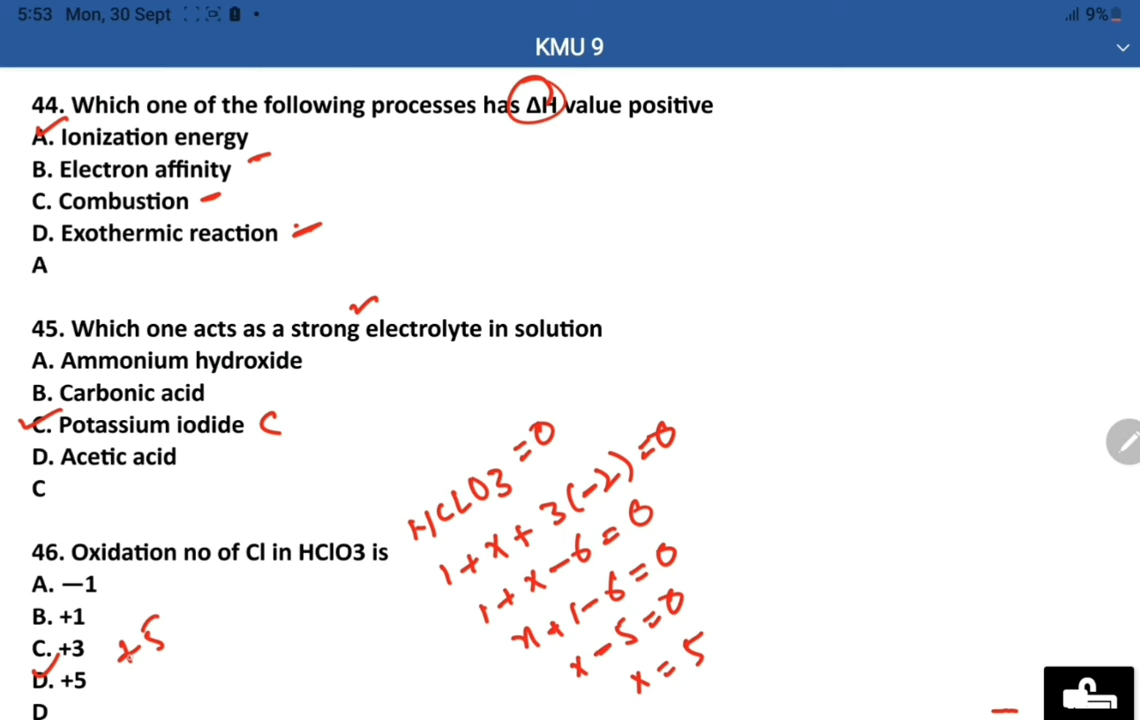 5:53 Mon, 30 Sept
9%
KMU 9
44. Which one of the following processes has ΔH value positive
A. Ionization energy
B. Electron affinity
C. Combustion
D. Exothermic reaction
A
45. Which one acts as a strong electrolyte in solution
A. Ammonium hydroxide
B. Carbonic acid
C. Potassium iodide C
D. Acetic acid
C
HCLO3 = 0
1 + x + 3(-2) = 0
1 + x - 6 = 0
x + 1 - 6 = 0
x - 5 = 0
x = 5
46. Oxidation no of Cl in HClO3 is
A. —1
B. +1
C. +3 +5
D. +5
D